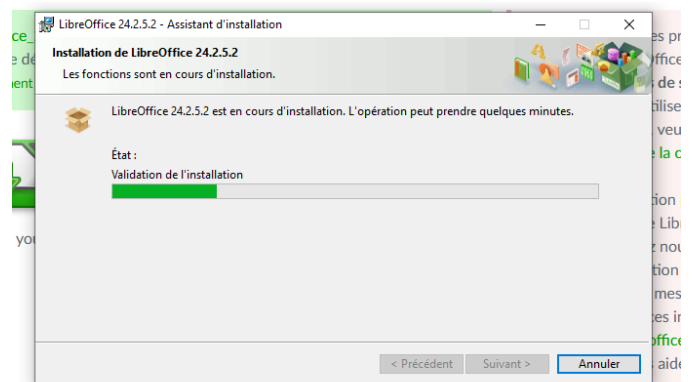 LibreOffice 24.2.5.2 - Assistant d'installation
Installation de LibreOffice 24.2.5.2
Les fonctions sont en cours d'installation.
LibreOffice 24.2.5.2 est en cours d'installation. L'opération peut prendre quelques minutes.
État :
Validation de l'installation
< Précédent
Suivant >
Annuler